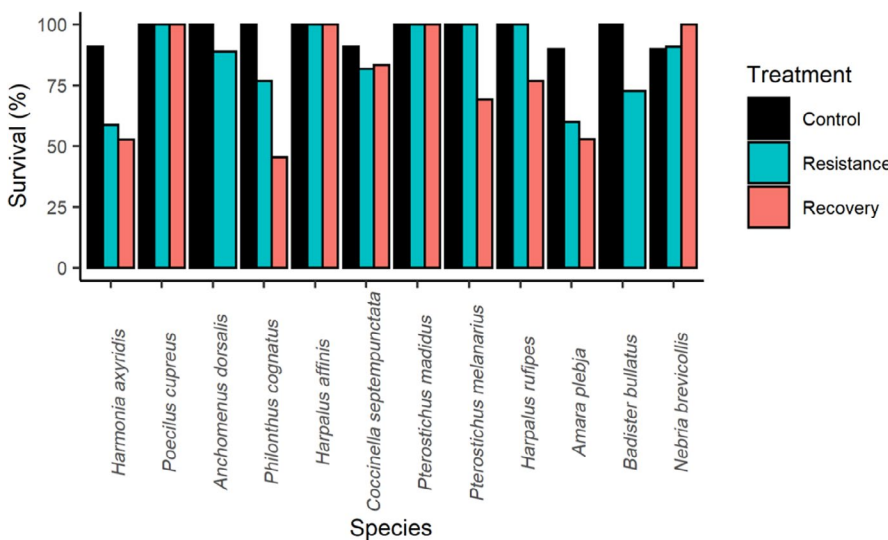 100
75
50
25
0
Survival (%)
Harmonia axyridis
Poecilus cupreus
Anchomenus dorsalis
Philonthus cognatus
Harpalus affinis
Coccinella septempunctata
Pterostichus madidus
Pterostichus melanarius
Harpalus rufipes
Amara plebja
Badister bullatus
Nebria brevicollis
Species
Treatment
Control
Resistance
Recovery